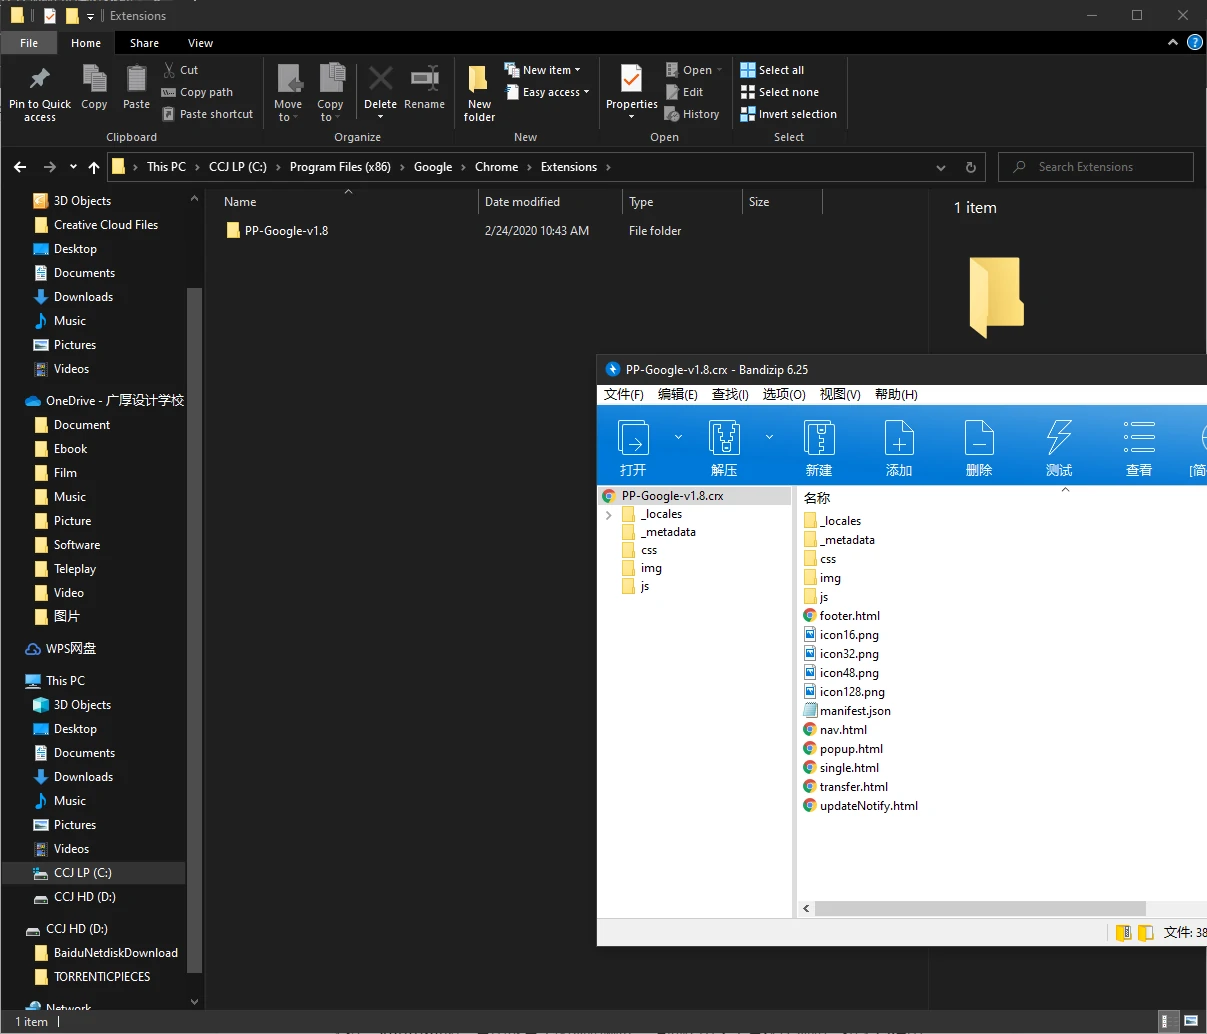 Extensions
File Home Share View
Pin to Quick access
Copy
Paste
Cut
Copy path
Paste shortcut
Clipboard
Move to
Copy to
Delete
Rename
Organize
New folder
New item
Easy access
New
Properties
Open
Edit
History
Open
Select all
Select none
Invert selection
Select
This PC > CCJ LP (C:) > Program Files (x86) > Google > Chrome > Extensions >
Search Extensions
3D Objects
Creative Cloud Files
Desktop
Documents
Downloads
Music
Pictures
Videos
OneDrive - 广厚设计学校
Document
Ebook
Film
Music
Picture
Software
Teleplay
Video
图片
WPS网盘
This PC
3D Objects
Desktop
Documents
Downloads
Music
Pictures
Videos
CCJ LP (C:)
CCJ HD (D:)
CCJ HD (D:)
BaiduNetdiskDownload
TORRENTICPIECES
Network
1 item
Name Date modified Type Size
PP-Google-v1.8 2/24/2020 10:43 AM File folder
1 item
PP-Google-v1.8.crx - Bandizip 6.25
文件(F) 编辑(E) 查找(I) 选项(O) 视图(V) 帮助(H)
打开 解压 新建 添加 删除 测试 查看
PP-Google-v1.8.crx
_locales
_metadata
css
img
js
名称
_locales
_metadata
css
img
js
footer.html
icon16.png
icon32.png
icon48.png
icon128.png
manifest.json
nav.html
popup.html
single.html
transfer.html
updateNotify.html
文件: 38